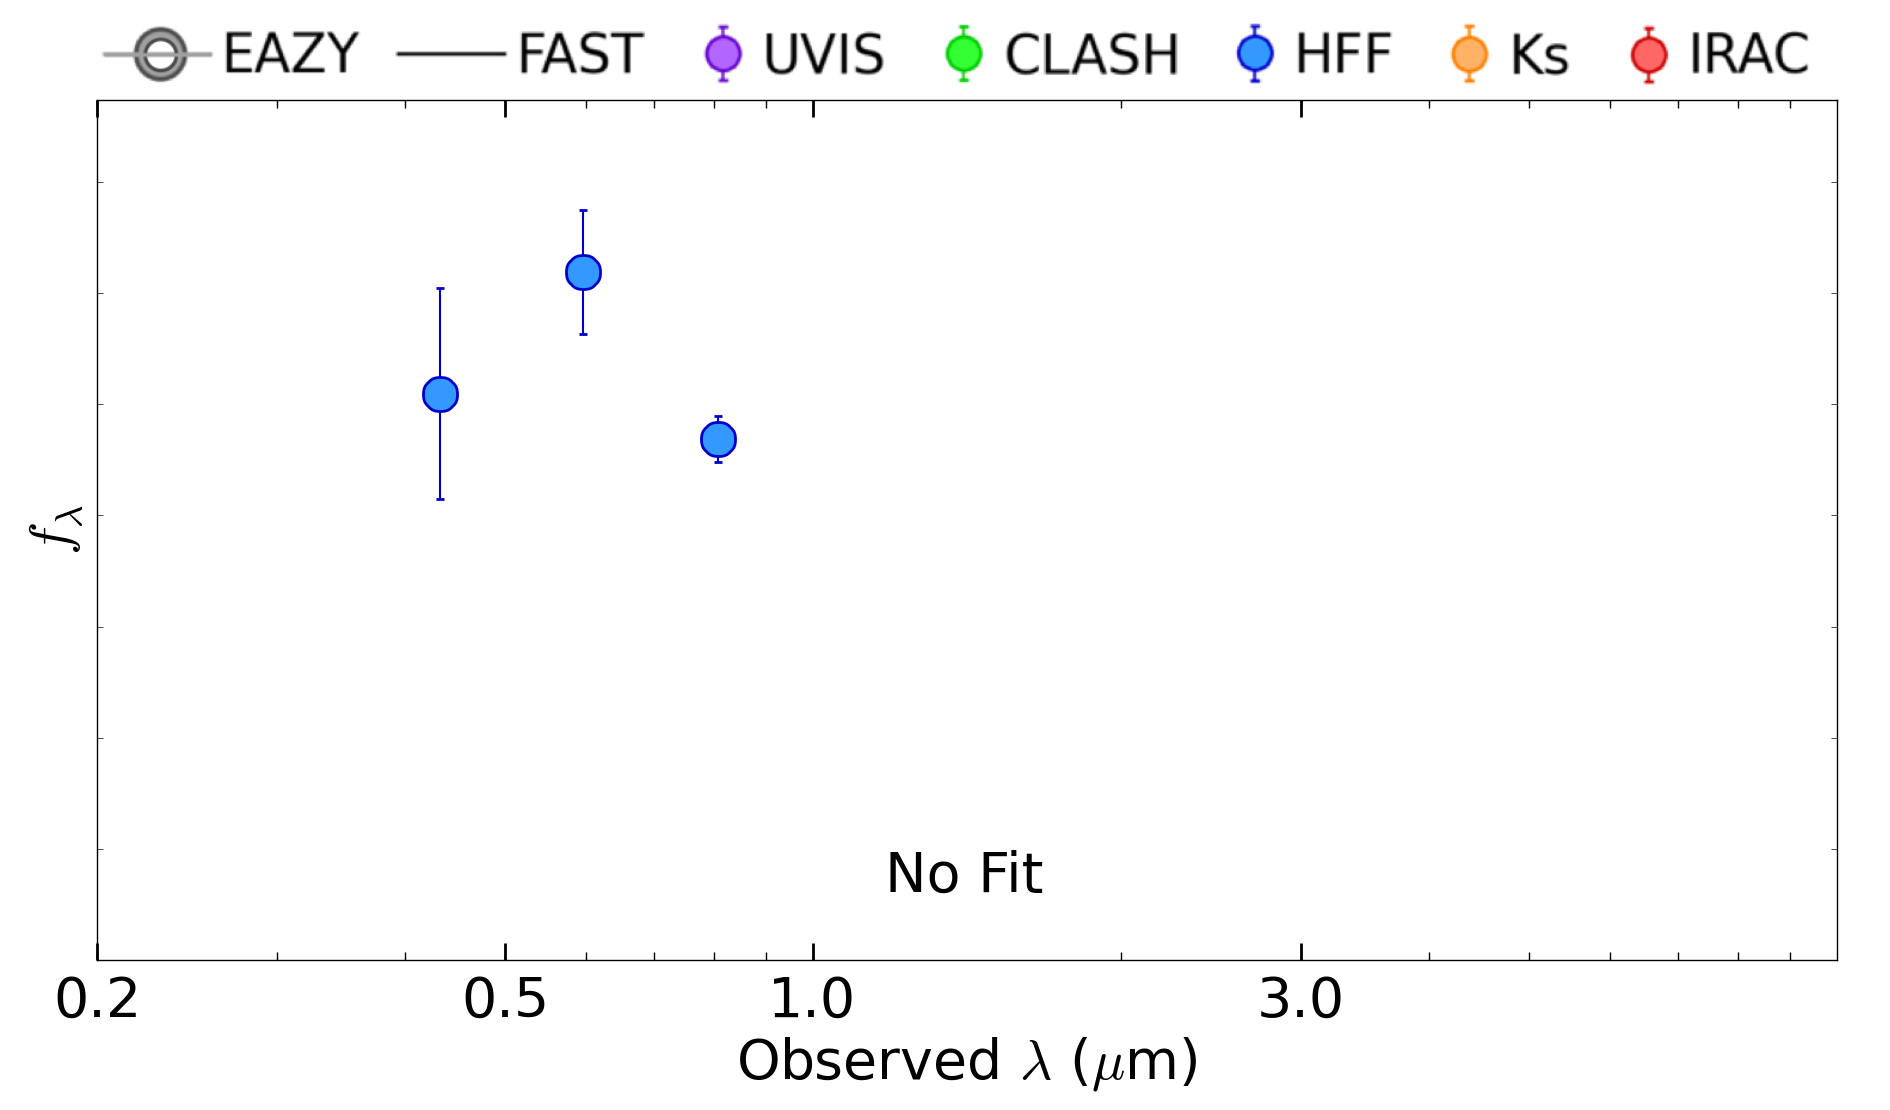 EAZY FAST UVIS CLASH HFF Ks IRAC
f_λ
No Fit
0.2 0.5 1.0 3.0
Observed λ (μm)